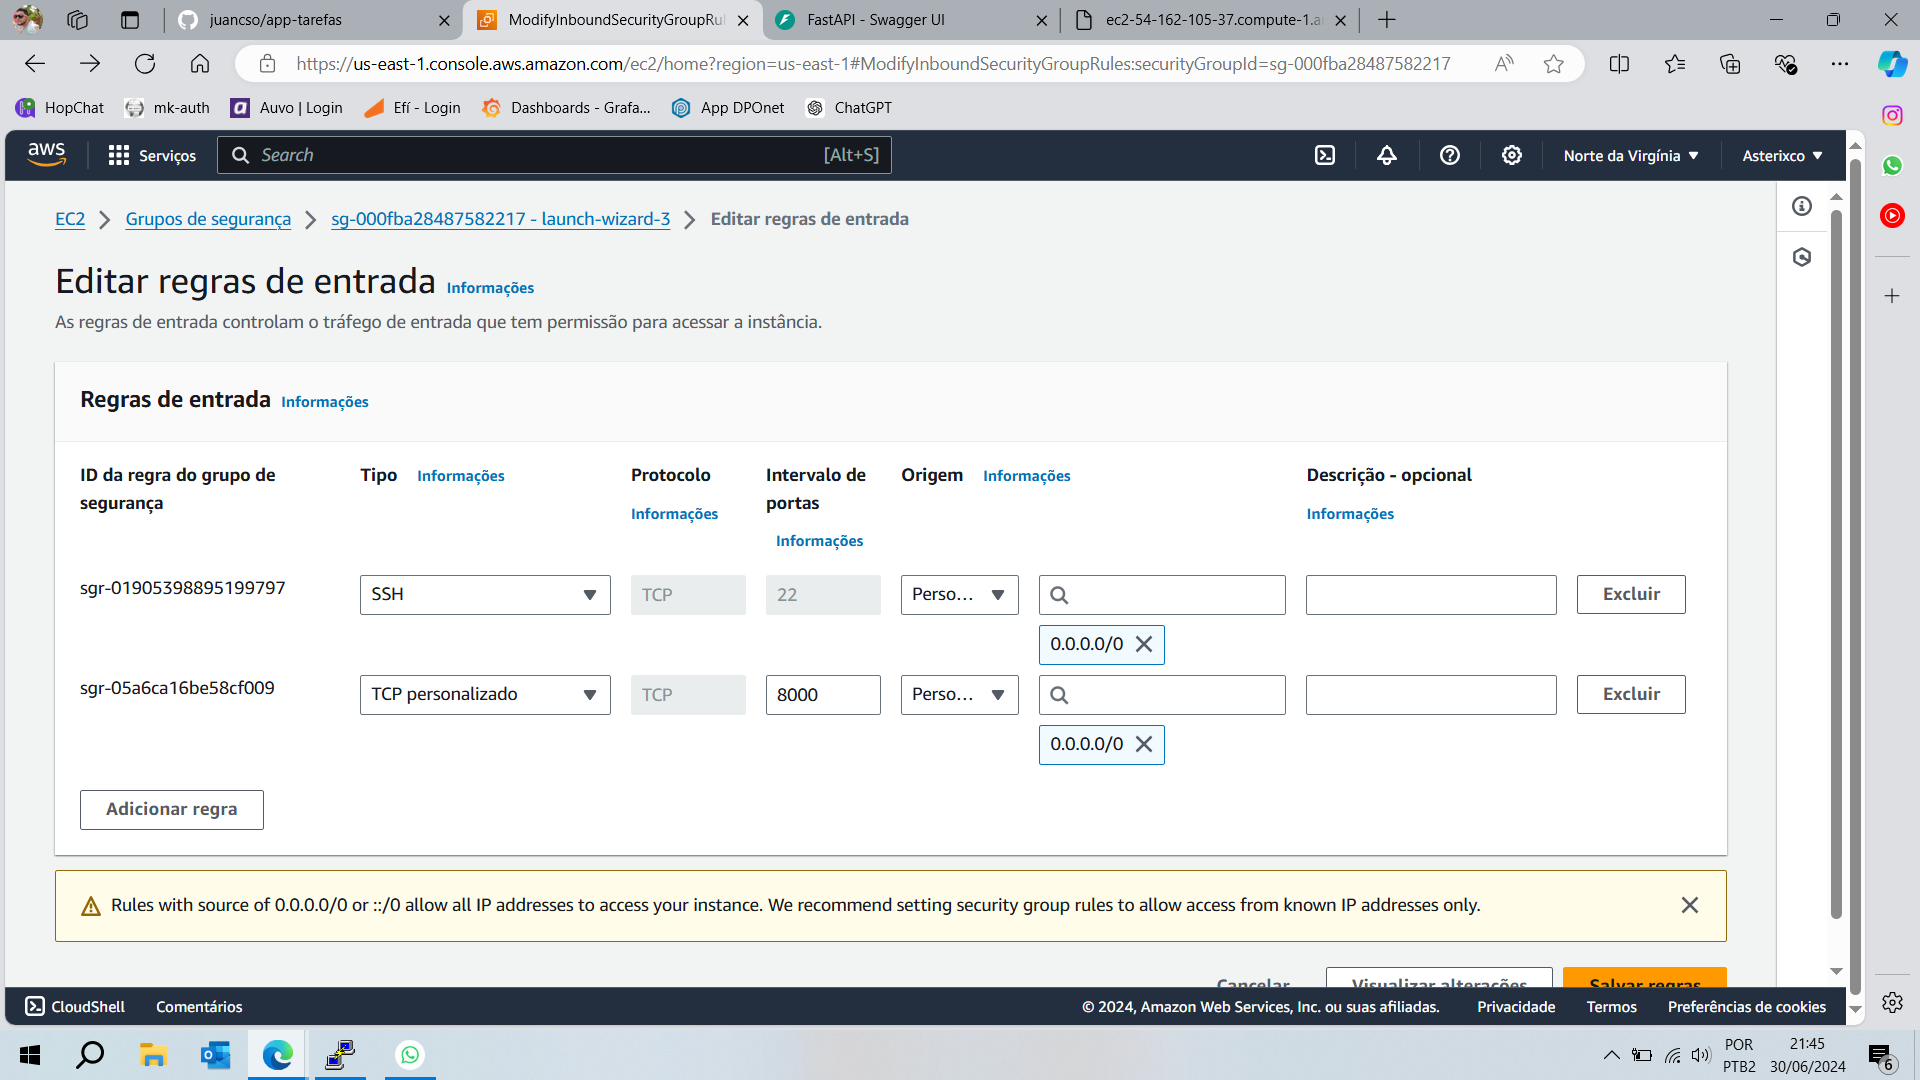 juancso/app-tarefas
ModifyInboundSecurityGroupRul
FastAPI - Swagger UI
ec2-54-162-105-37.compute-1.a
https://us-east-1.console.aws.amazon.com/ec2/home?region=us-east-1#ModifyInboundSecurityGroupRules:securityGroupId=sg-000fba28487582217
HopChat
mk-auth
Auvo | Login
Efí - Login
Dashboards - Grafa...
App DPOnet
ChatGPT
aws
Serviços
Search
[Alt+S]
Norte da Virgínia
Asterixco
EC2
Grupos de segurança
sg-000fba28487582217 - launch-wizard-3
Editar regras de entrada
Editar regras de entrada Informações
As regras de entrada controlam o tráfego de entrada que tem permissão para acessar a instância.
Regras de entrada Informações
ID da regra do grupo de segurança
Tipo Informações
Protocolo
Informações
Intervalo de portas
Informações
Origem Informações
Descrição - opcional
Informações
sgr-01905398895199797
SSH
TCP
22
Perso...
Excluir
0.0.0.0/0
sgr-05a6ca16be58cf009
TCP personalizado
TCP
8000
Perso...
Excluir
0.0.0.0/0
Adicionar regra
Rules with source of 0.0.0.0/0 or ::/0 allow all IP addresses to access your instance. We recommend setting security group rules to allow access from known IP addresses only.
Cancelar
Visualizar alterações
Salvar regras
CloudShell
Comentários
© 2024, Amazon Web Services, Inc. ou suas afiliadas.
Privacidade
Termos
Preferências de cookies
POR
PTB2
21:45
30/06/2024
6